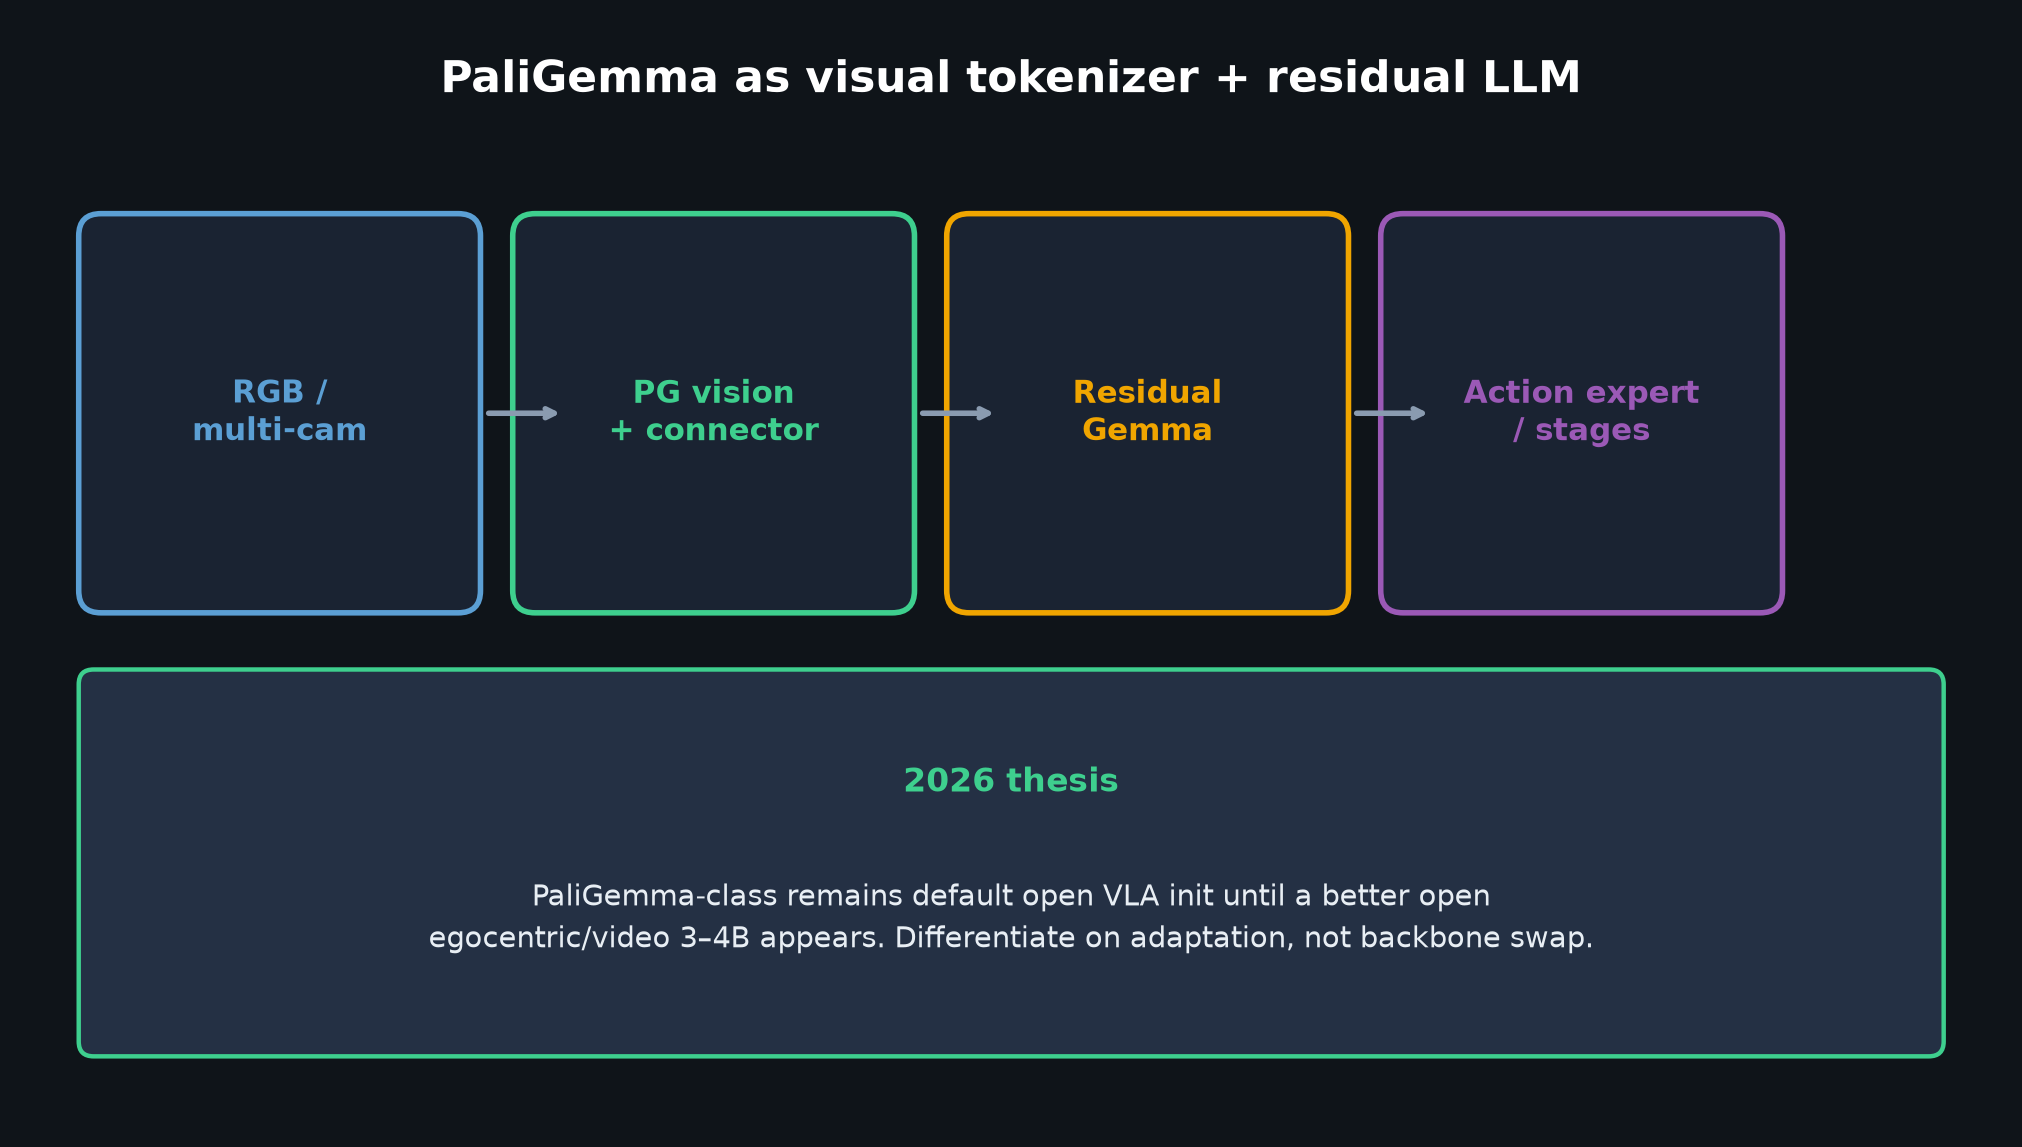 PaliGemma as visual tokenizer + residual LLM
RGB /
multi-cam
PG vision
+ connector
Residual
Gemma
Action expert
/ stages
2026 thesis
PaliGemma-class remains default open VLA init until a better open
egocentric/video 3–4B appears. Differentiate on adaptation, not backbone swap.